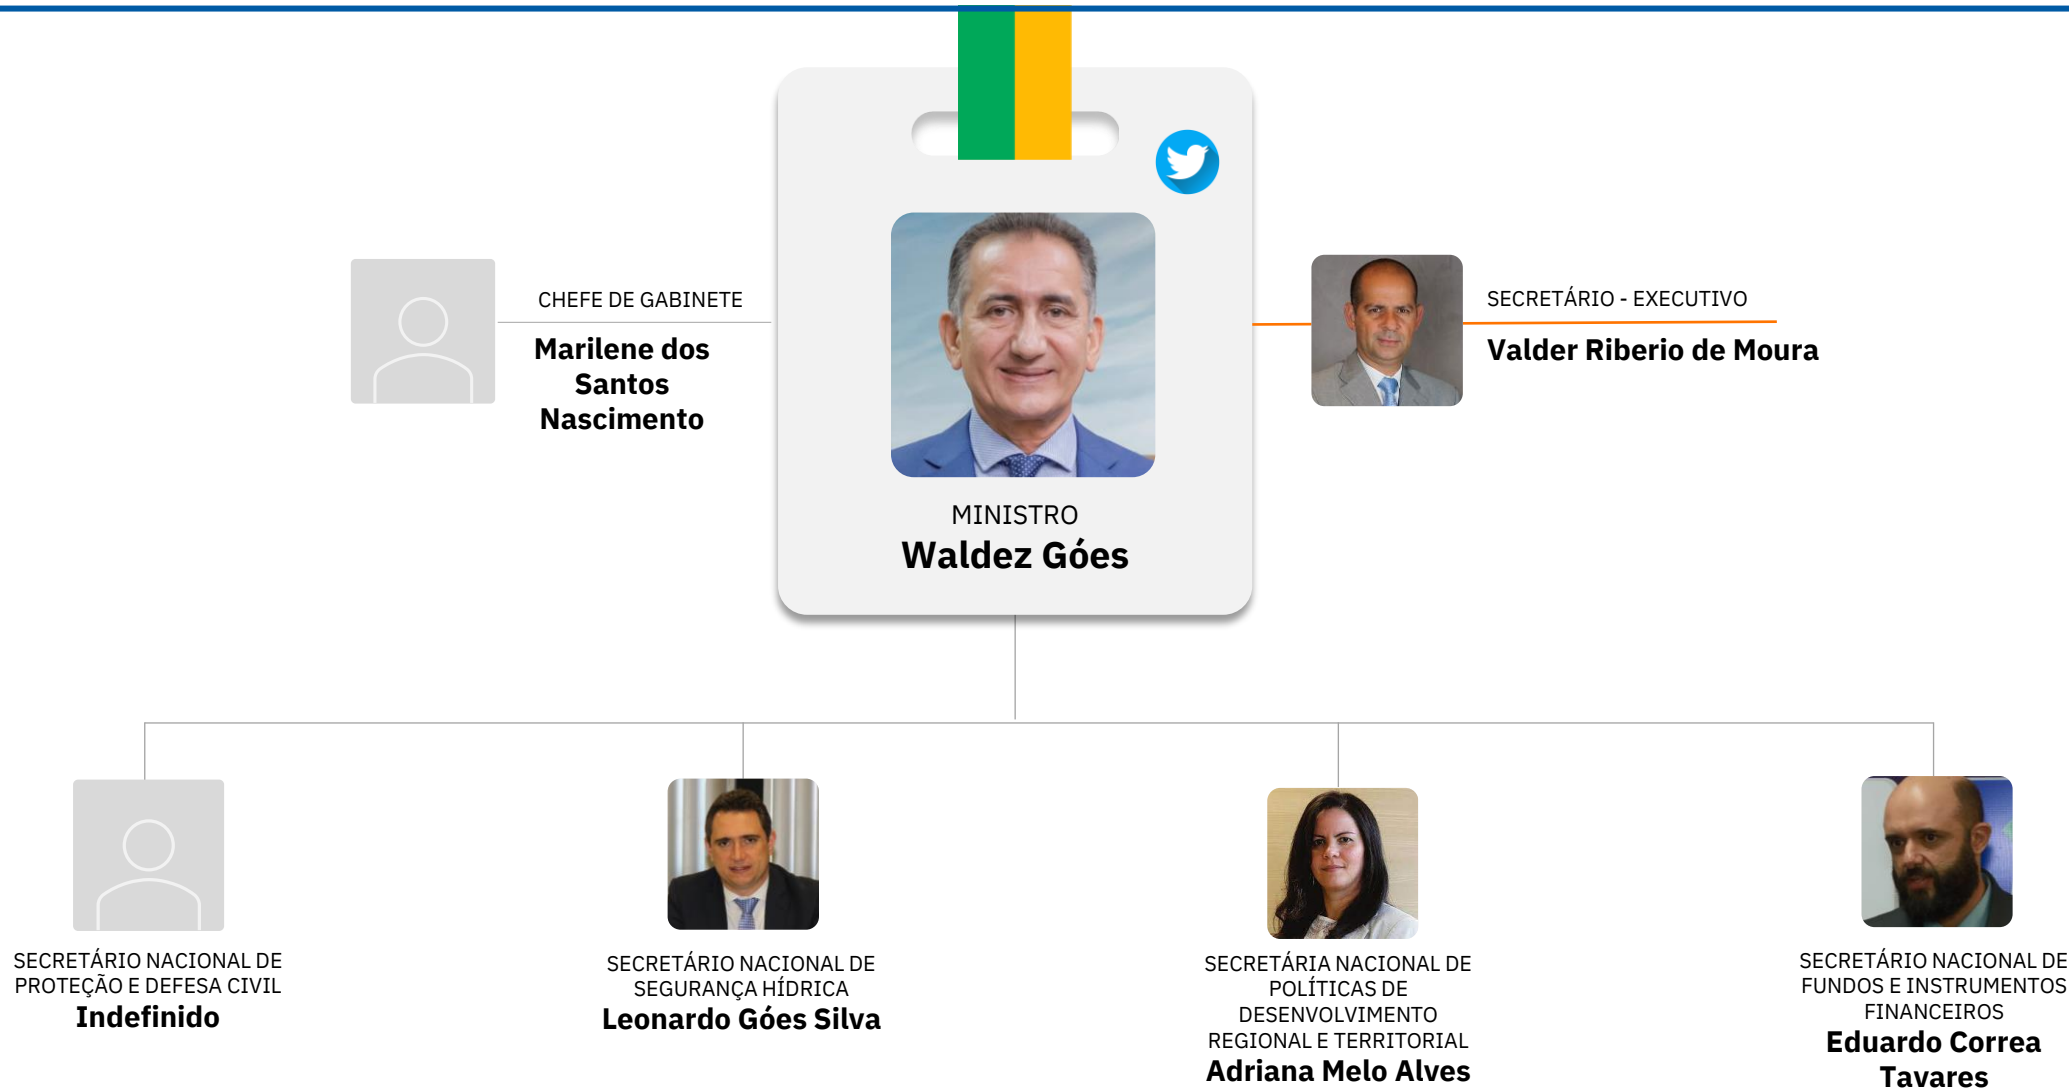 CHEFE DE GABINETE
Marilene dos
Santos
Nascimento
MINISTRO
Waldez Góes
SECRETÁRIO - EXECUTIVO
Valder Riberio de Moura
SECRETÁRIO NACIONAL DE
PROTEÇÃO E DEFESA CIVIL
Indefinido
SECRETÁRIO NACIONAL DE
SEGURANÇA HÍDRICA
Leonardo Góes Silva
SECRETÁRIA NACIONAL DE
POLÍTICAS DE
DESENVOLVIMENTO
REGIONAL E TERRITORIAL
Adriana Melo Alves
SECRETÁRIO NACIONAL DE
FUNDOS E INSTRUMENTOS
FINANCEIROS
Eduardo Correa
Tavares